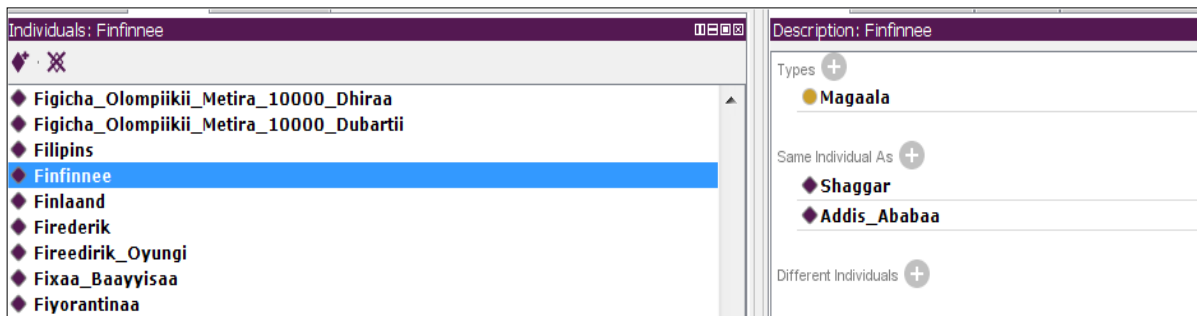 Individuals: Finfinnee
Figicha_Olompiikii_Metira_10000_Dhiraa
Figicha_Olompiikii_Metira_10000_Dubartii
Filipins
Finfinnee
Finlaand
Firederik
Fireedirik_Oyungi
Fixaa_Baayyisaa
Fiyorantinaa
Description: Finfinnee
Types
Magaala
Same Individual As
Shaggar
Addis_Ababaa
Different Individuals